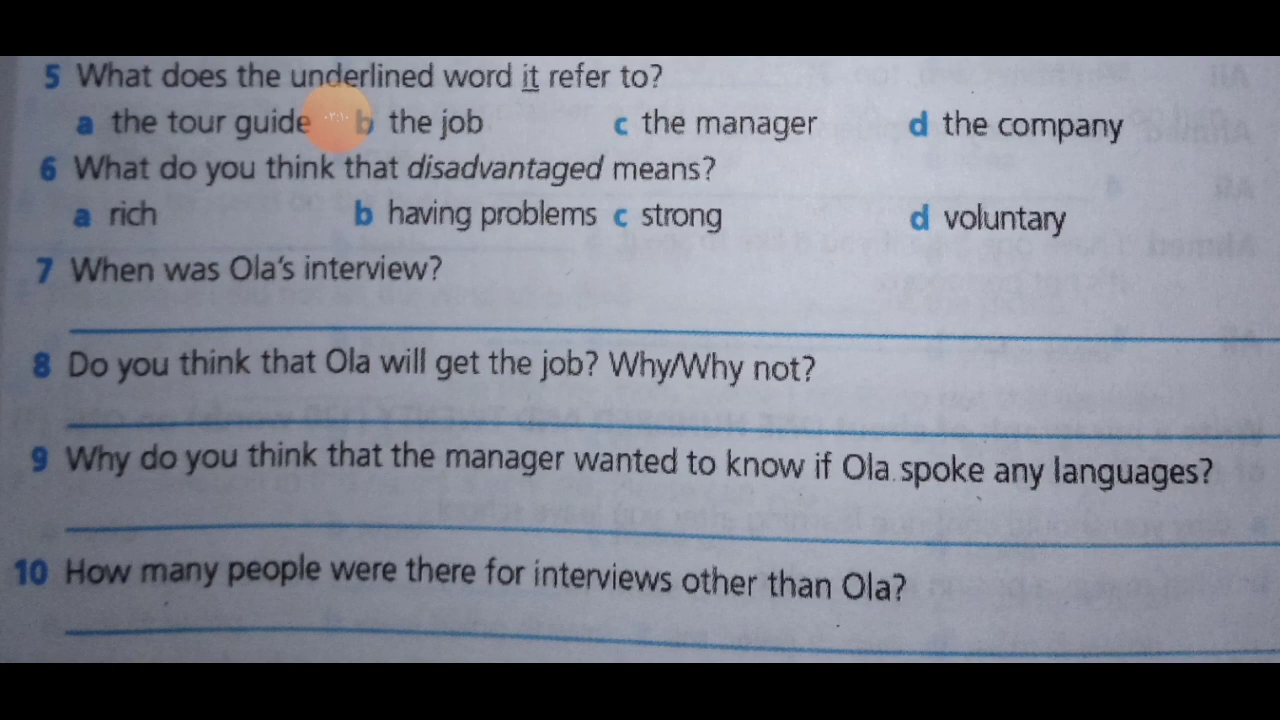 5 What does the underlined word it refer to?
a the tour guide b the job c the manager d the company
6 What do you think that disadvantaged means?
a rich b having problems c strong d voluntary
7 When was Ola's interview?
8 Do you think that Ola will get the job? Why/Why not?
9 Why do you think that the manager wanted to know if Ola spoke any languages?
10 How many people were there for interviews other than Ola?